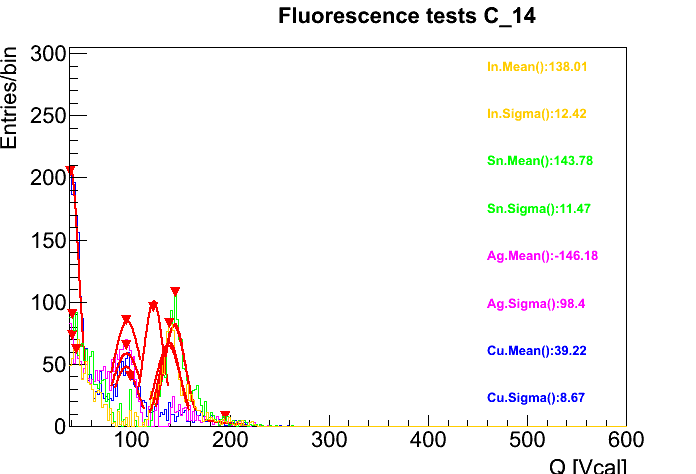 Fluorescence tests C_14
Entries/bin
300
250
200
150
100
50
0
In.Mean():138.01
In.Sigma():12.42
Sn.Mean():143.78
Sn.Sigma():11.47
Ag.Mean():-146.18
Ag.Sigma():98.4
Cu.Mean():39.22
Cu.Sigma():8.67
100 200 300 400 500 600
Q [Vcal]